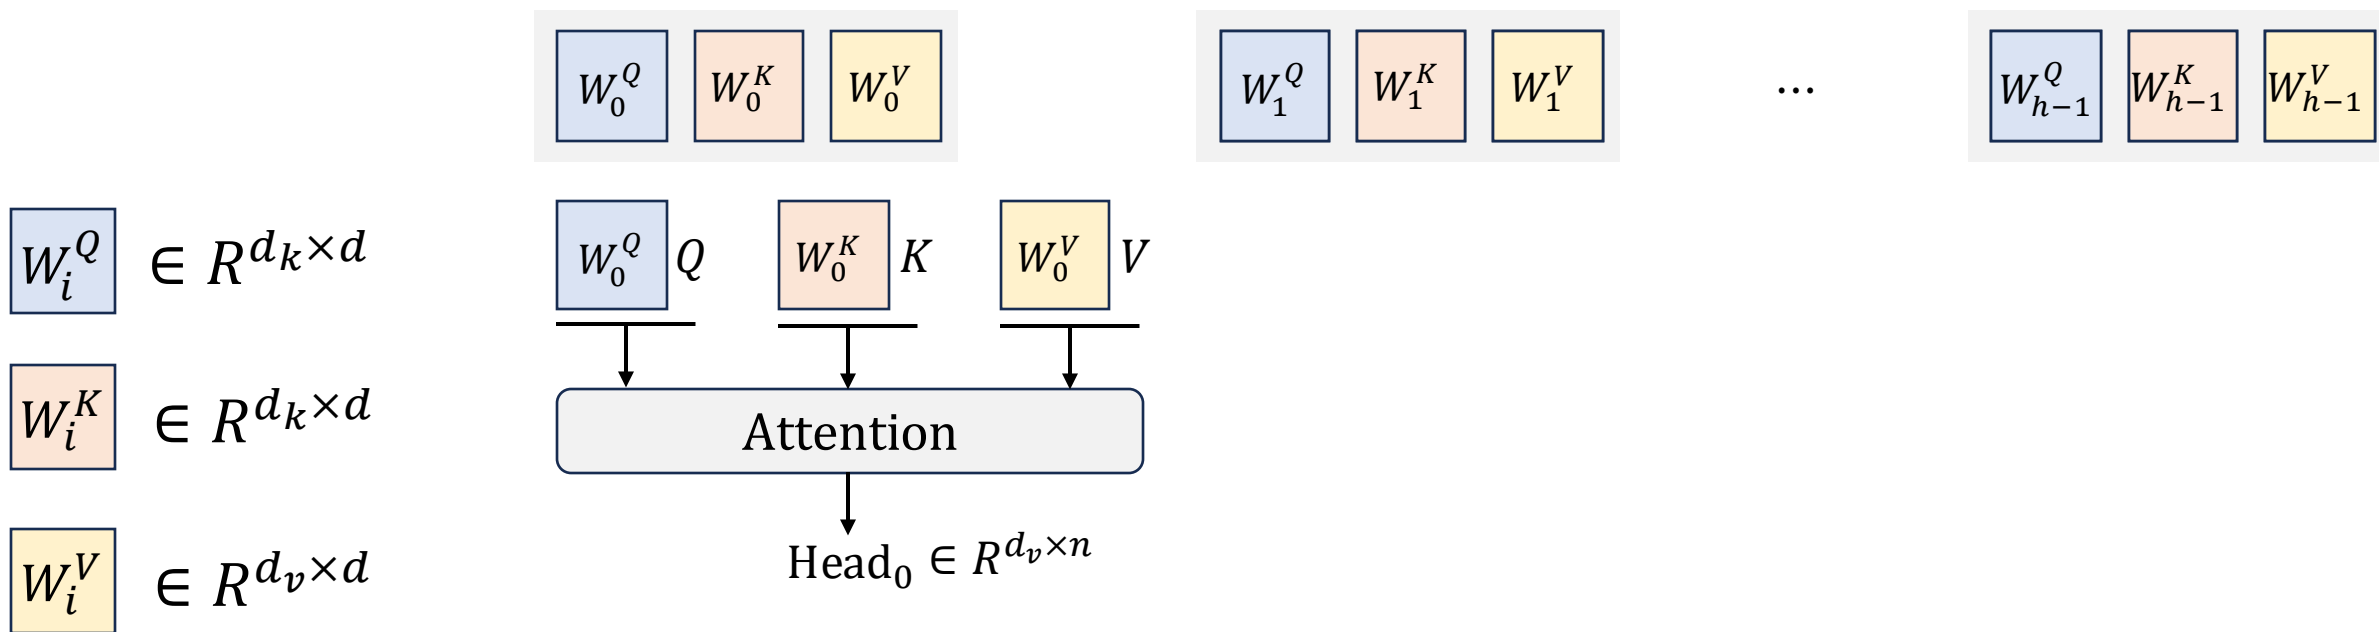 W_0^Q W_0^K W_0^V W_1^Q W_1^K W_1^V ... W_{h-1}^Q W_{h-1}^K W_{h-1}^V
W_i^Q ∈ R^{d_k×d}
W_0^Q Q W_0^K K W_0^V V
W_i^K ∈ R^{d_k×d}
Attention
W_i^V ∈ R^{d_v×d}
Head_0 ∈ R^{d_v×n}